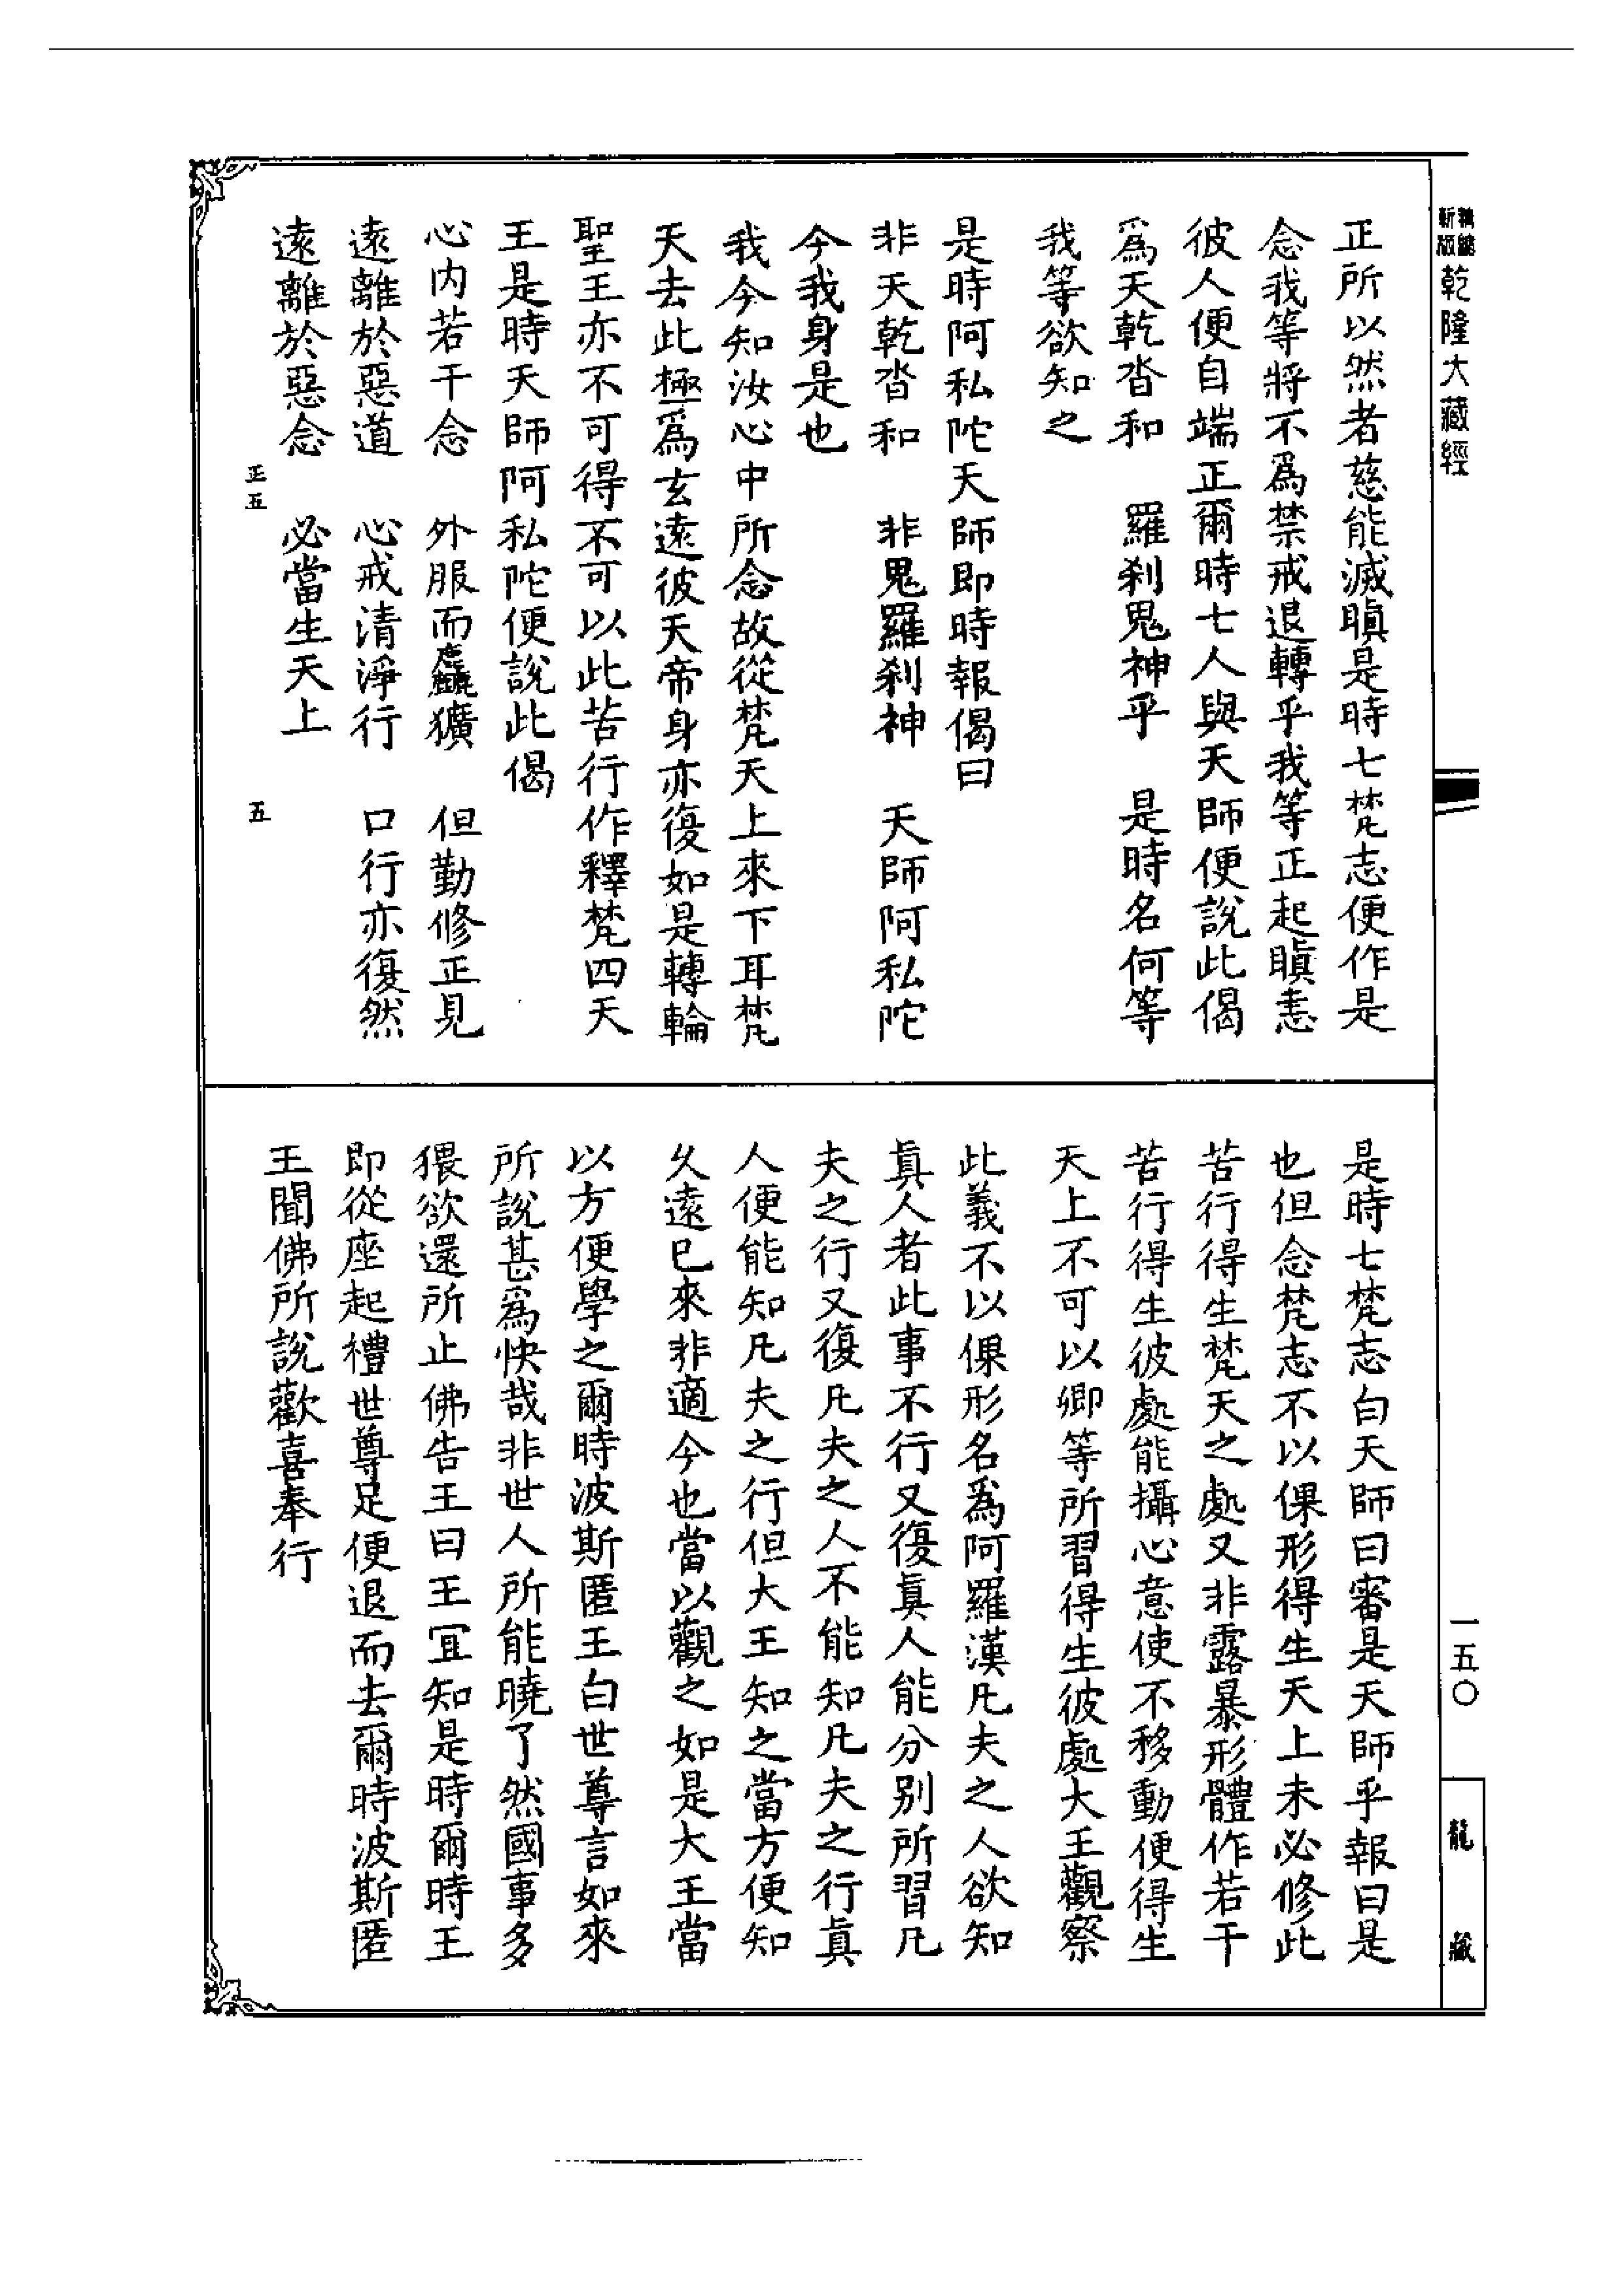 新版
乾隆大藏經
正所以然者慈能滅瞋是時七梵志便作是
念我等將不為禁戒退轉乎我等正起瞋恚
彼人便自端正爾時七人與天師便說此偈
為天乾沓和　羅刹鬼神乎　是時名何等
我等欲知之
是時阿私陀天師即時報偈曰
非天乾沓和　非鬼羅刹神　天師阿私陀
今我身是也
我今知汝心中所念故從梵天上來下耳梵
天去此極為玄遠彼天帝身亦復如是轉輪
聖王亦不可得不可以此苦行作釋梵四天
王是時天師阿私陀便說此偈
心内若干念　外服而麤獷　但勤修正見
遠離於惡道　心戒清淨行　口行亦復然
遠離於惡念　必當生天上
正五　五
是時七梵志白天師曰審是天師乎報曰是
也但念梵志不以倮形得生天上未必修此
苦行得生梵天之處又非露暴形體作若干
苦行得生彼處能攝心意使不移動便得生
天上不可以卿等所習得生彼處大王觀察
此義不以倮形名為阿羅漢凡夫之人欲知
真人者此事不行又復真人能分别所習凡
夫之行又復凡夫之人不能知凡夫之行真
人便能知凡夫之行但大王知之當方便知
久遠已來非適今也當以觀之如是大王當
以方便學之爾時波斯匿王白世尊言如來
所說甚為快哉非世人所能曉了然國事多
猥欲還所止佛告王曰王宜知是時爾時王
即從座起禮世尊足便退而去爾時波斯匿
王聞佛所說歡喜奉行
一五〇
龍藏